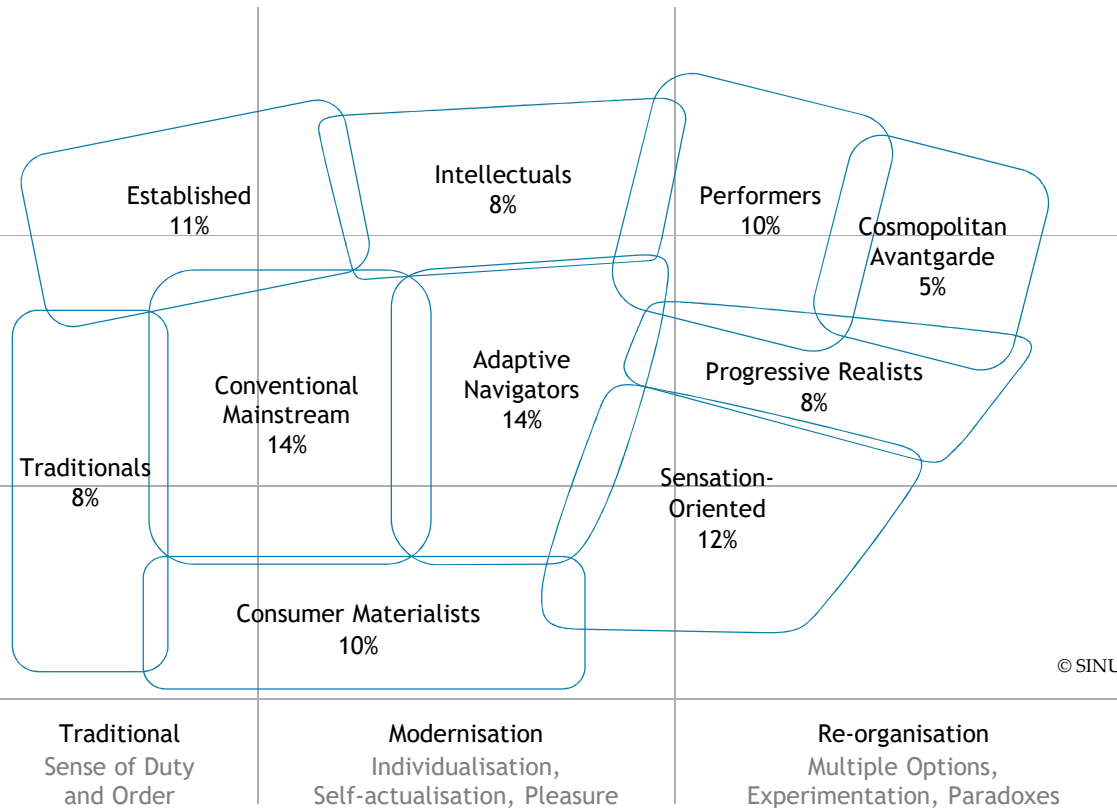 Established
11%
Intellectuals
8%
Performers
10%
Cosmopolitan
Avantgarde
5%
Traditionals
8%
Conventional
Mainstream
14%
Adaptive
Navigators
14%
Progressive Realists
8%
Sensation-
Oriented
12%
Consumer Materialists
10%
© SINU
Traditional
Sense of Duty
and Order
Modernisation
Individualisation,
Self-actualisation, Pleasure
Re-organisation
Multiple Options,
Experimentation, Paradoxes